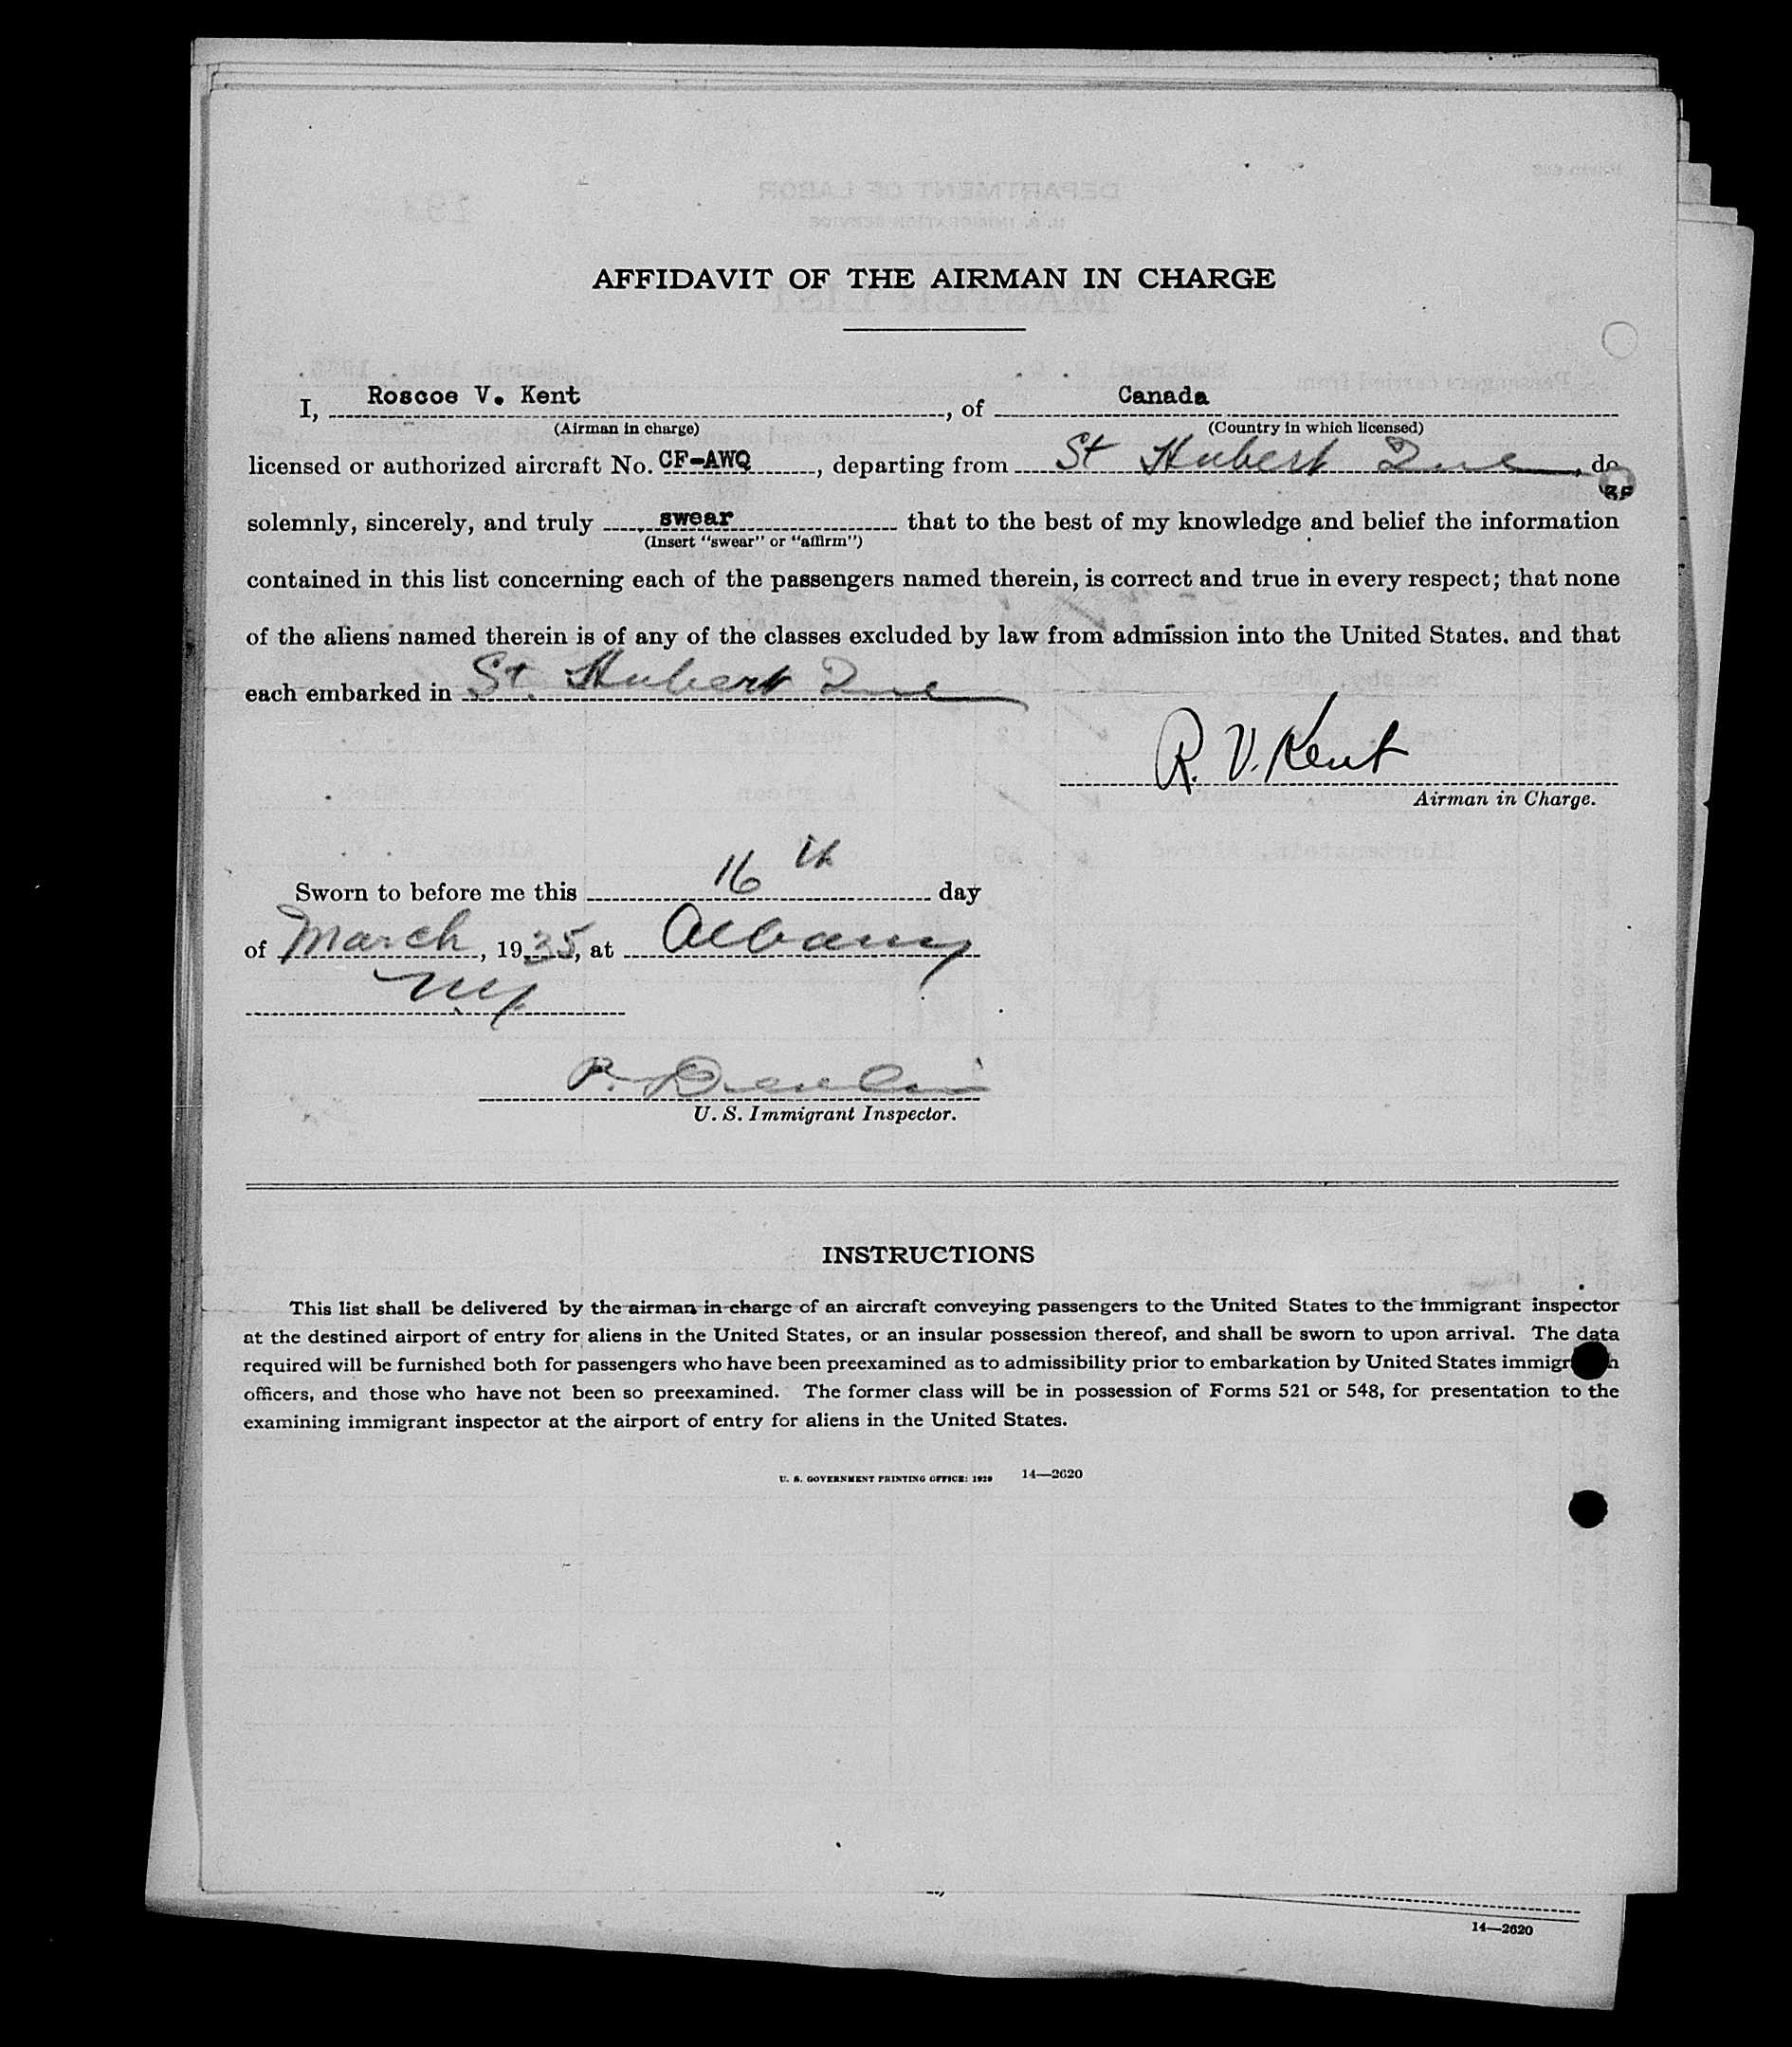 AFFIDAVIT OF THE AIRMAN IN CHARGE
I, Roscoe V. Kent, of Canada
(Airman in charge) (Country in which licensed)
licensed or authorized aircraft No. CF-AWQ, departing from St Hubert Que, do
solemnly, sincerely, and truly swear that to the best of my knowledge and belief the information
(Insert "swear" or "affirm")
contained in this list concerning each of the passengers named therein, is correct and true in every respect; that none
of the aliens named therein is of any of the classes excluded by law from admission into the United States. and that
each embarked in St. Hubert Que
R. V. Kent
Airman in Charge.
Sworn to before me this 16th day
of March, 1935, at Albany
NY
P.
U. S. Immigrant Inspector.
INSTRUCTIONS
This list shall be delivered by the airman in charge of an aircraft conveying passengers to the United States to the immigrant inspector
at the destined airport of entry for aliens in the United States, or an insular possession thereof, and shall be sworn to upon arrival. The data
required will be furnished both for passengers who have been preexamined as to admissibility prior to embarkation by United States immigr h
officers, and those who have not been so preexamined. The former class will be in possession of Forms 521 or 548, for presentation to the
examining immigrant inspector at the airport of entry for aliens in the United States.
U. S. GOVERNMENT PRINTING OFFICE: 1929 14—2620
14—2620